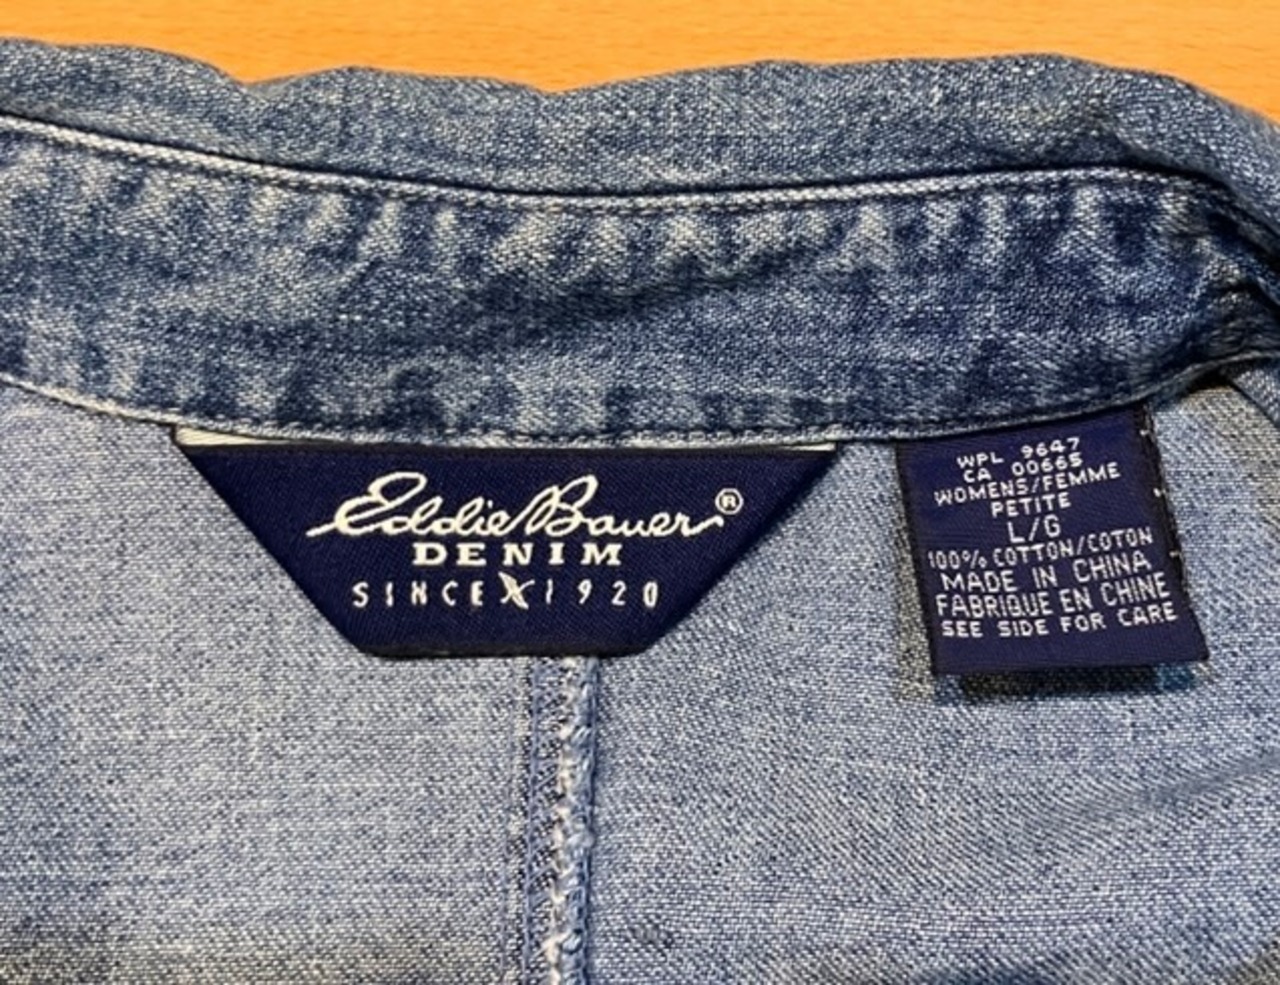 Eddie Bauer®
DENIM
SINCE 1920
WPL 9647
CA 00665
WOMENS/FEMME
PETITE
L/G
100% COTTON/COTON
MADE IN CHINA
FABRIQUE EN CHINE
SEE SIDE FOR CARE